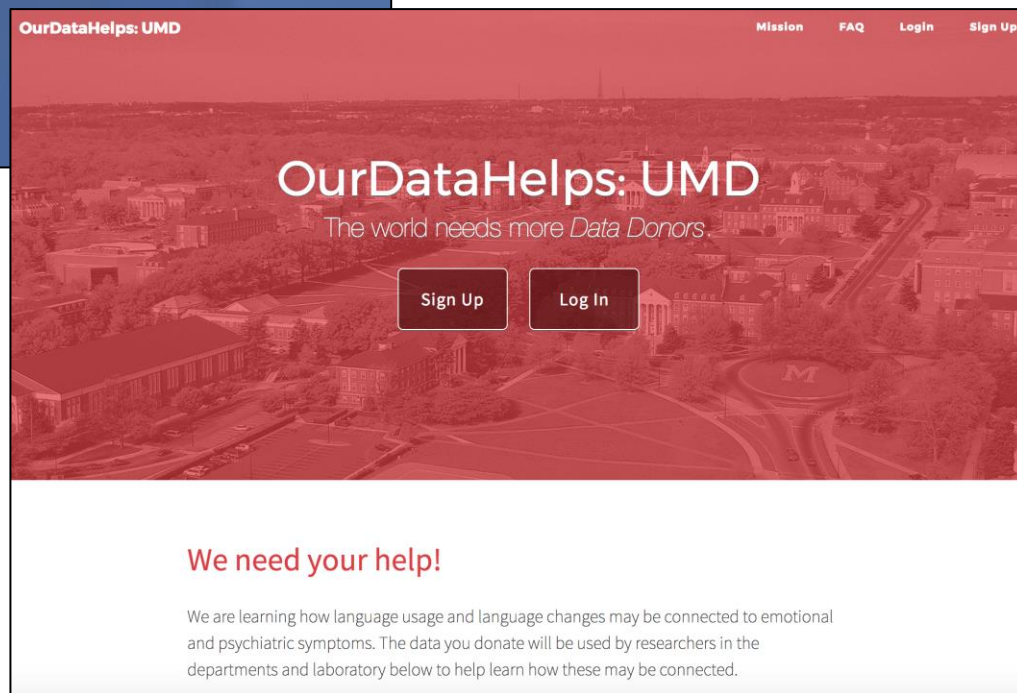 OurDataHelps: UMD
Mission FAQ Login Sign Up
OurDataHelps: UMD
The world needs more Data Donors.
Sign Up Log In
M
We need your help!
We are learning how language usage and language changes may be connected to emotional
and psychiatric symptoms. The data you donate will be used by researchers in the
departments and laboratory below to help learn how these may be connected.